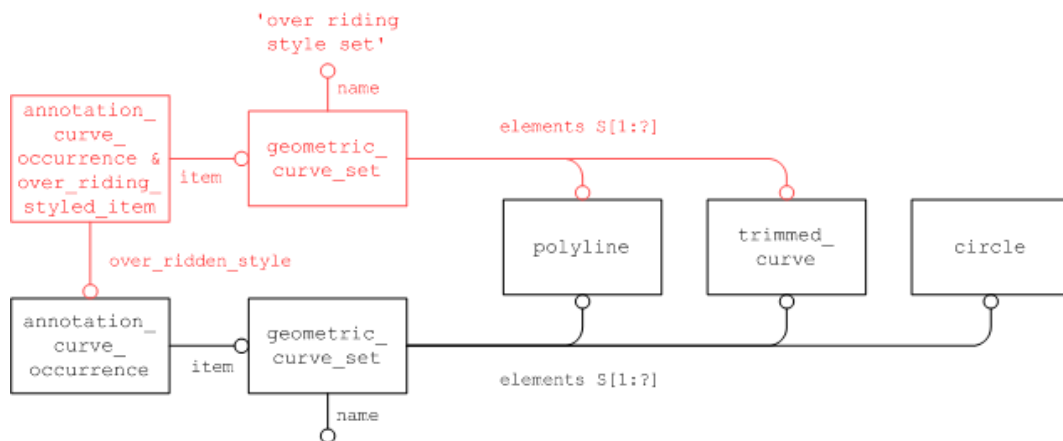 'over riding
style set'
name
annotation_
curve_
occurrence &
over_riding_
styled_item
item
geometric_
curve_set
elements S[1:?]
polyline
trimmed_
curve
circle
over_ridden_style
annotation_
curve_
occurrence
item
geometric_
curve_set
elements S[1:?]
name